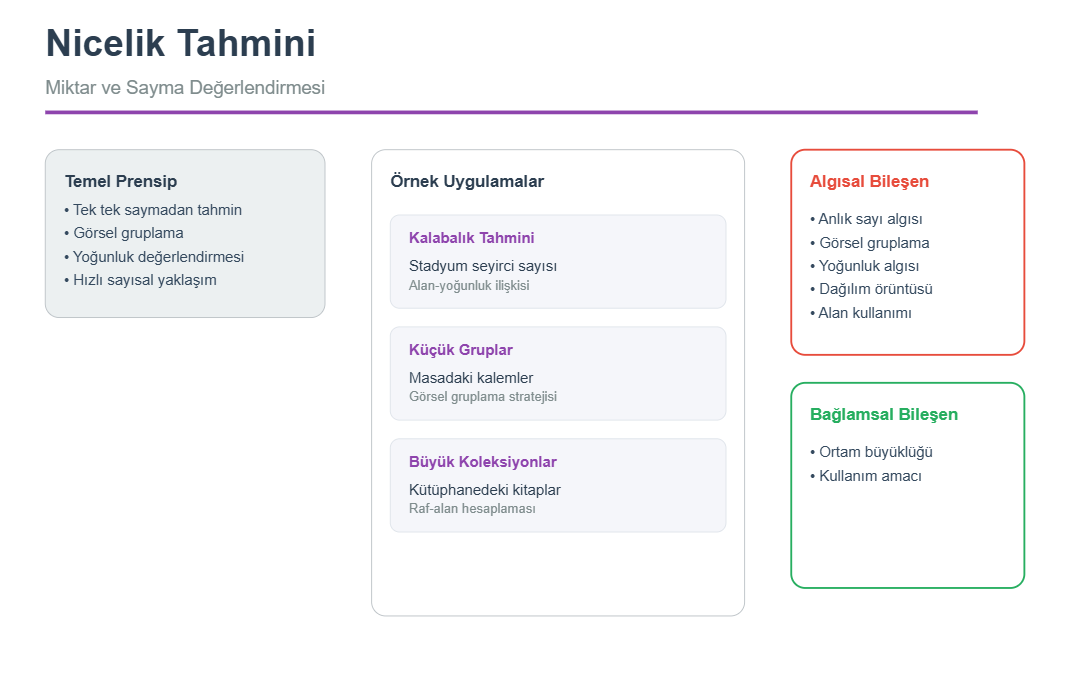 Nicelik Tahmini
Miktar ve Sayma Değerlendirmesi
Temel Prensip
• Tek tek saymadan tahmin
• Görsel gruplama
• Yoğunluk değerlendirmesi
• Hızlı sayısal yaklaşım
Örnek Uygulamalar
Kalabalık Tahmini
Stadyum seyirci sayısı
Alan-yoğunluk ilişkisi
Küçük Gruplar
Masadaki kalemler
Görsel gruplama stratejisi
Büyük Koleksiyonlar
Kütüphanedeki kitaplar
Raf-alan hesaplaması
Algısal Bileşen
• Anlık sayı algısı
• Görsel gruplama
• Yoğunluk algısı
• Dağılım örüntüsü
• Alan kullanımı
Bağlamsal Bileşen
• Ortam büyüklüğü
• Kullanım amacı